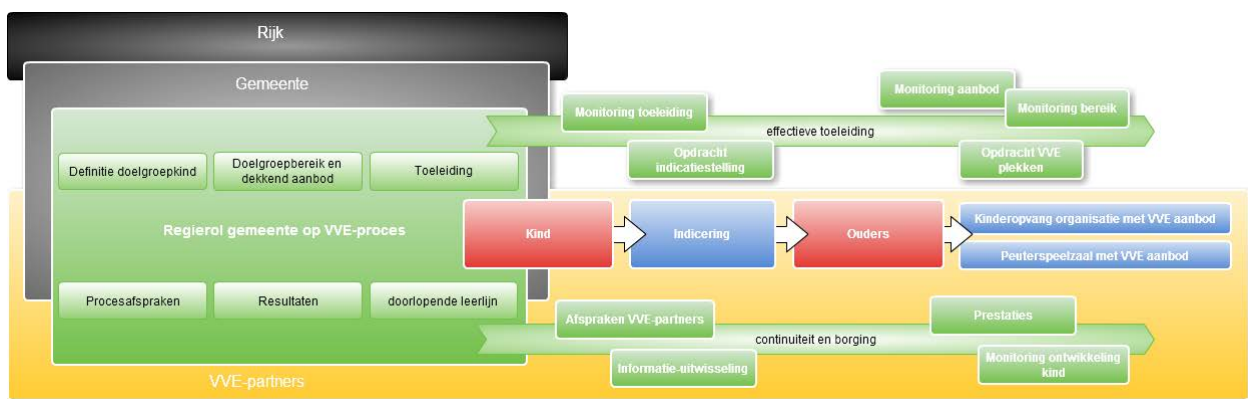 Rijk
Gemeente
Monitoring toeleiding
Monitoring aanbod
Monitoring bereik
effectieve toeleiding
Opdracht
indicatiestelling
Opdracht VVE
plekken
Definitie doelgroepkind
Doelgroepbereik en
dekkend aanbod
Toeleiding
Regierol gemeente op VVE-proces
Kind
Indicering
Ouders
Kinderopvang organisatie met VVE aanbod
Peuterspeelzaal met VVE aanbod
Procesafspraken
Resultaten
doorlopende leerlijn
Afspraken VVE-partners
Prestaties
continuiteit en borging
Informatie-uitwisseling
Monitoring ontwikkeling
kind
VVE-partners